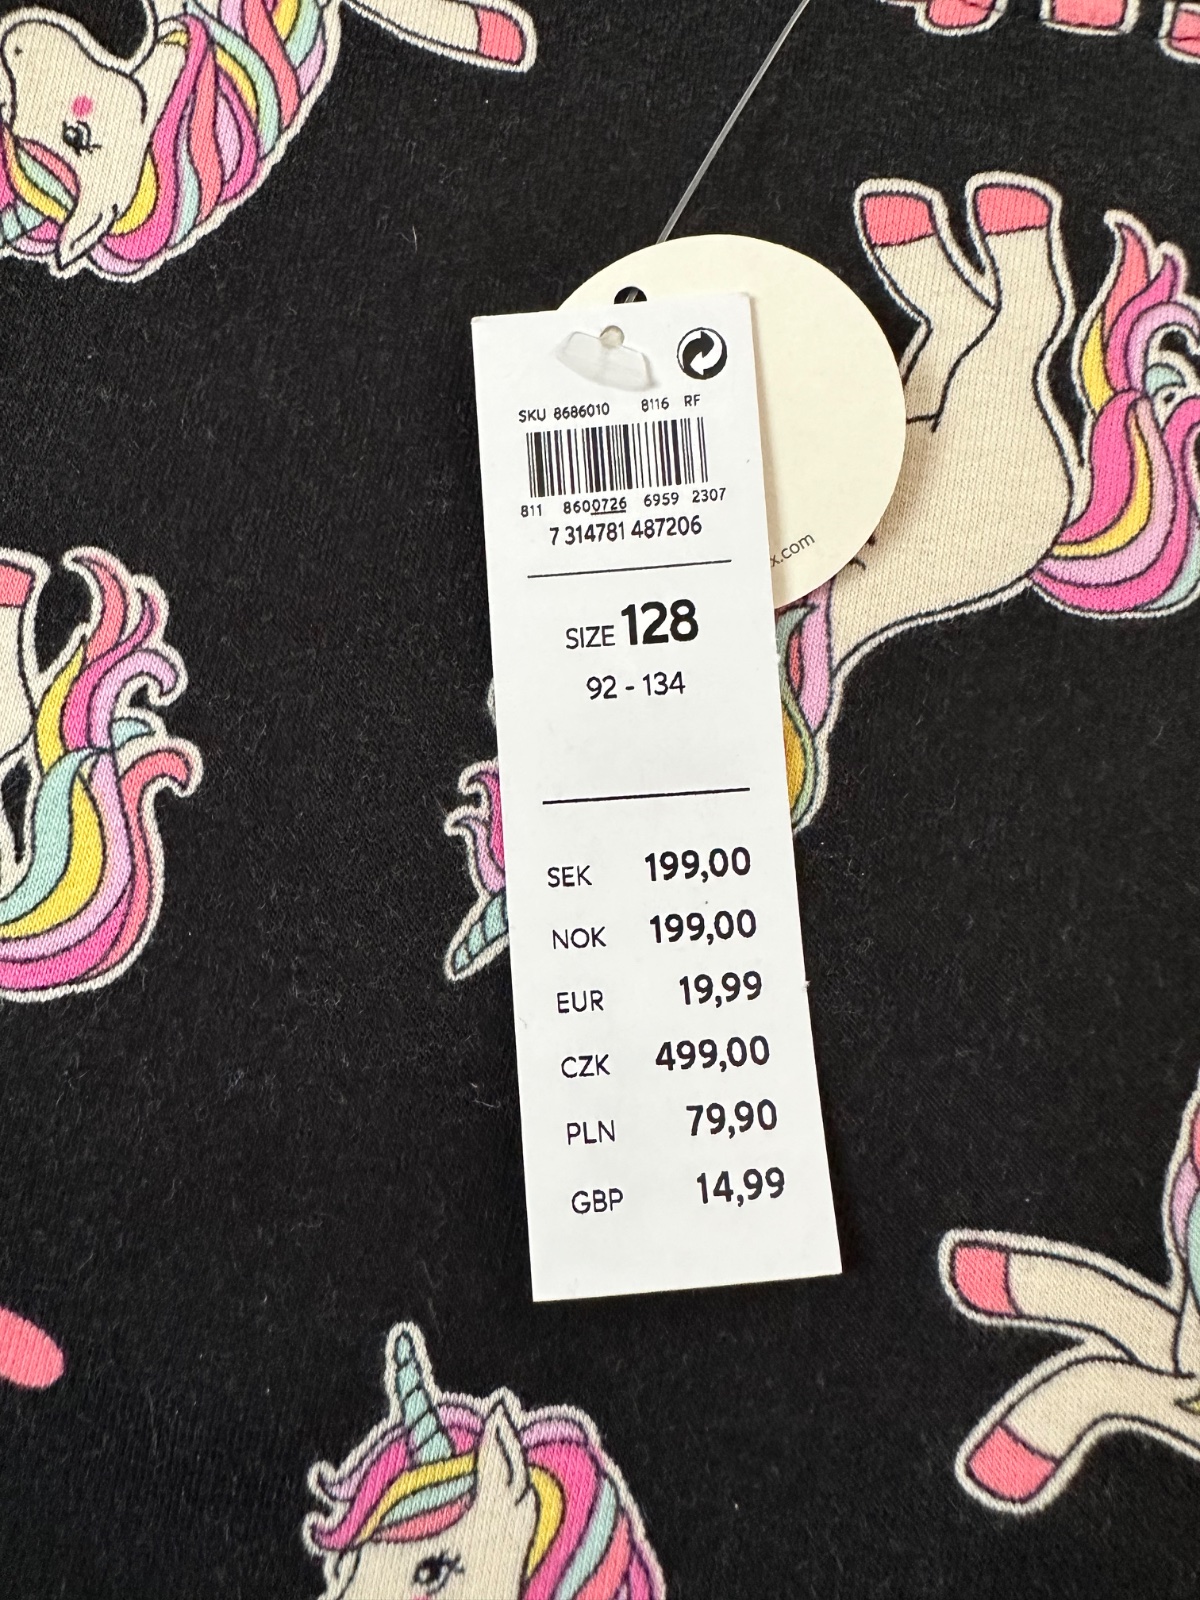 SKU 8686010 8116 RF
811 8600726 6959 2307
7 314781 487206
x.com
SIZE 128
92 - 134
SEK 199,00
NOK 199,00
EUR 19,99
CZK 499,00
PLN 79,90
GBP 14,99